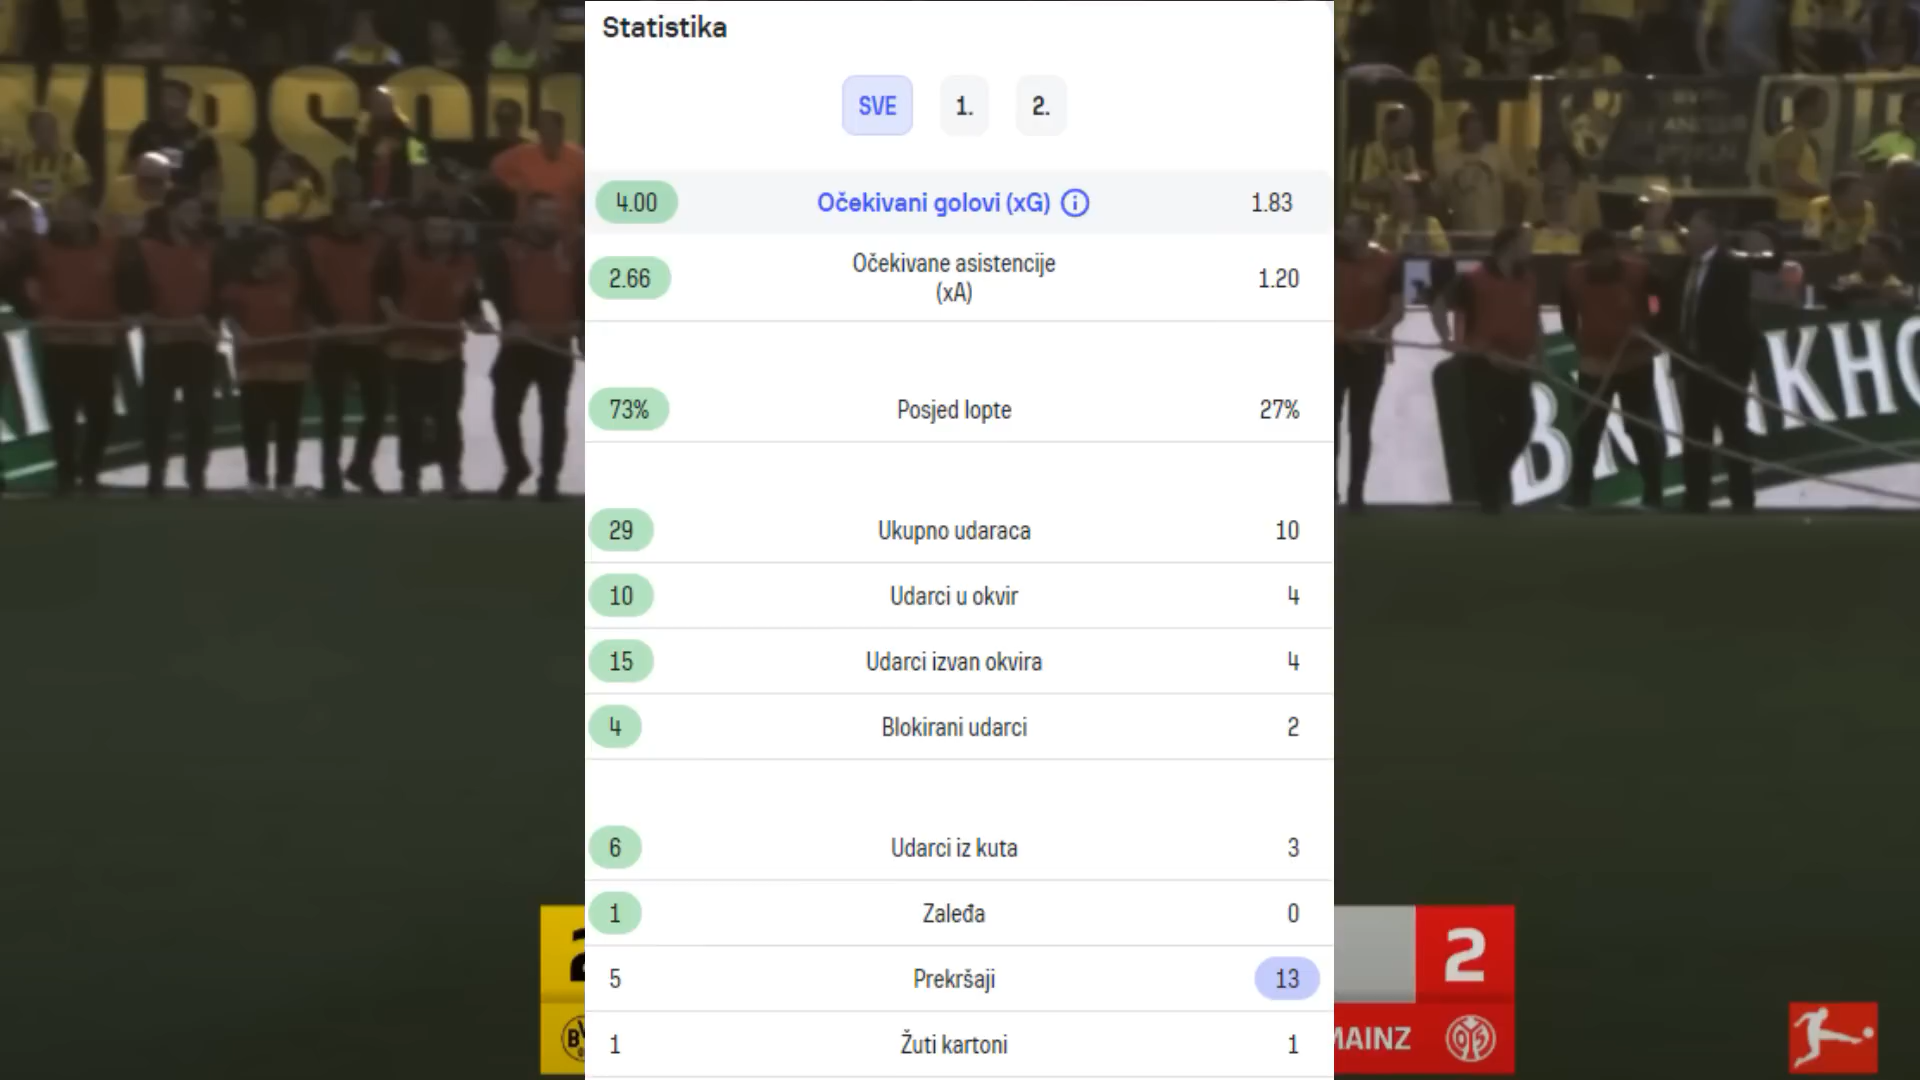 Statistika
SVE 1. 2.
4.00 Očekivani golovi (xG) 1.83
2.66 Očekivane asistencije (xA) 1.20
73% Posjed lopte 27%
29 Ukupno udaraca 10
10 Udarci u okvir 4
15 Udarci izvan okvira 4
4 Blokirani udarci 2
6 Udarci iz kuta 3
1 Zaleđa 0
5 Prekršaji 13
1 Žuti kartoni 1
2
MAINZ